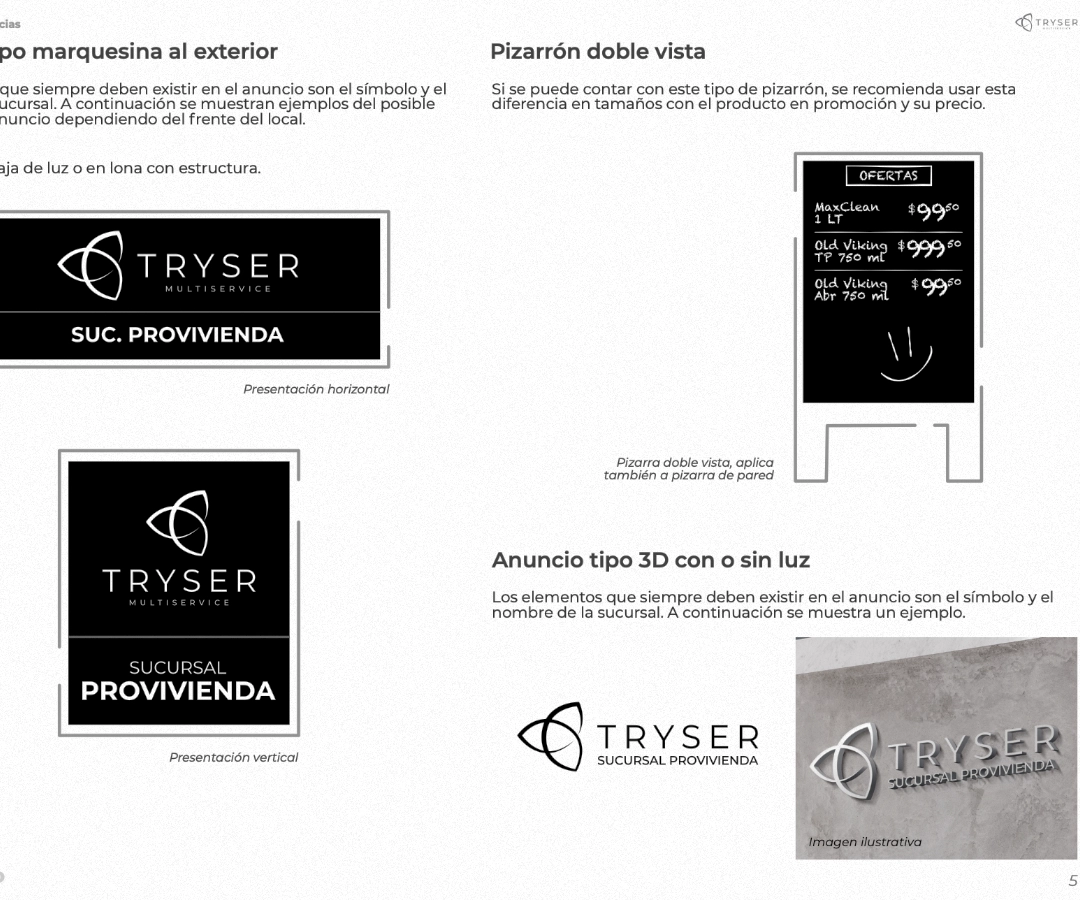 cias
po marquesina al exterior
que siempre deben existir en el anuncio son el símbolo y el
ucursal. A continuación se muestran ejemplos del posible
nuncio dependiendo del frente del local.
aja de luz o en lona con estructura.
TRYSER
MULTISERVICE
SUC. PROVIVIENDA
Presentación horizontal
TRYSER
MULTISERVICE
SUCURSAL
PROVIVIENDA
Presentación vertical
TRYSER
Pizarrón doble vista
Si se puede contar con este tipo de pizarrón, se recomienda usar esta
diferencia en tamaños con el producto en promoción y su precio.
OFERTAS
MaxClean $9950
1 LT
Old Viking $99950
TP 750 ml
Old Viking $9950
Abr 750 ml
Pizarra doble vista, aplica
también a pizarra de pared
Anuncio tipo 3D con o sin luz
Los elementos que siempre deben existir en el anuncio son el símbolo y el
nombre de la sucursal. A continuación se muestra un ejemplo.
TRYSER
SUCURSAL PROVIVIENDA
TRYSER
SUCURSAL PROVIVIENDA
Imagen ilustrativa
5